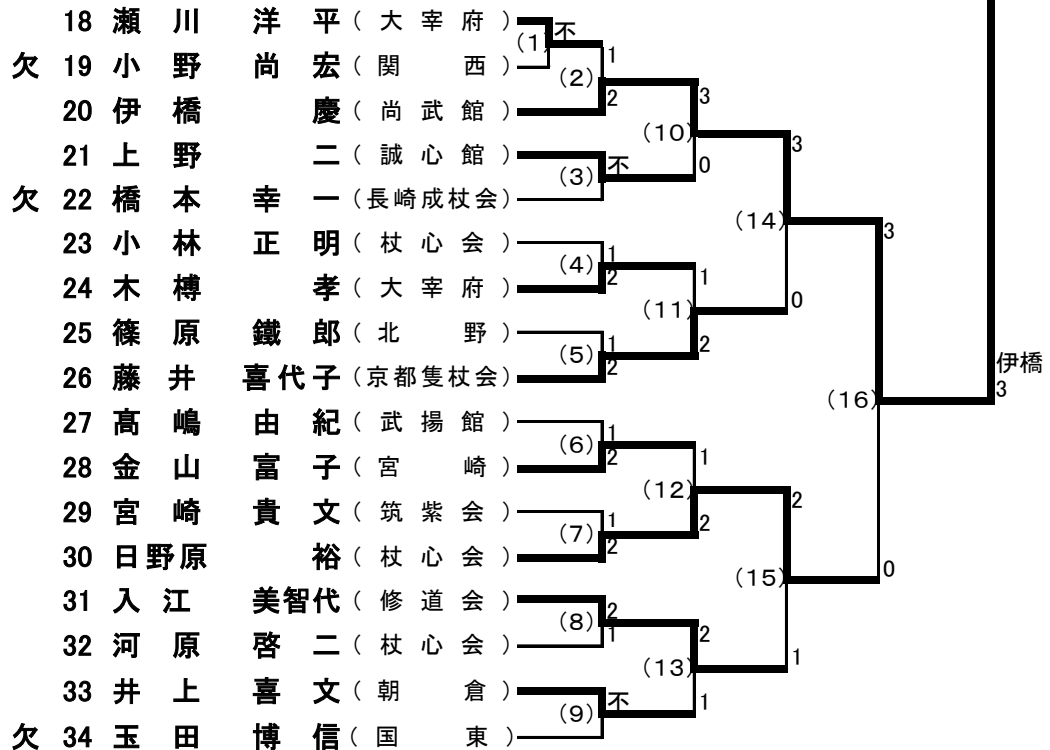 18 瀬川 洋平（大宰府）
(1) 不
欠 19 小野 尚宏（関西）
1
(2)
2
20 伊橋 慶（尚武館）
3
(10)
0
3
21 上野 二（誠心館）
(3) 不
欠 22 橋本 幸一（長崎成杖会）
(14)
3
23 小林 正明（杖心会）
(4) 1
2
1
24 木槫 孝（大宰府）
(11)
0
25 篠原 鐵郎（北野）
(5) 1
2
2
26 藤井 喜代子（京都隻杖会）
伊橋
3
(16)
27 髙嶋 由紀（武揚館）
(6) 1
2
1
28 金山 富子（宮崎）
(12)
2
29 宮崎 貴文（筑紫会）
(7) 1
2
2
30 日野原 裕（杖心会）
(15)
0
31 入江 美智代（修道会）
(8) 2
1
2
32 河原 啓二（杖心会）
(13)
1
33 井上 喜文（朝倉）
(9) 不
1
欠 34 玉田 博信（国東）